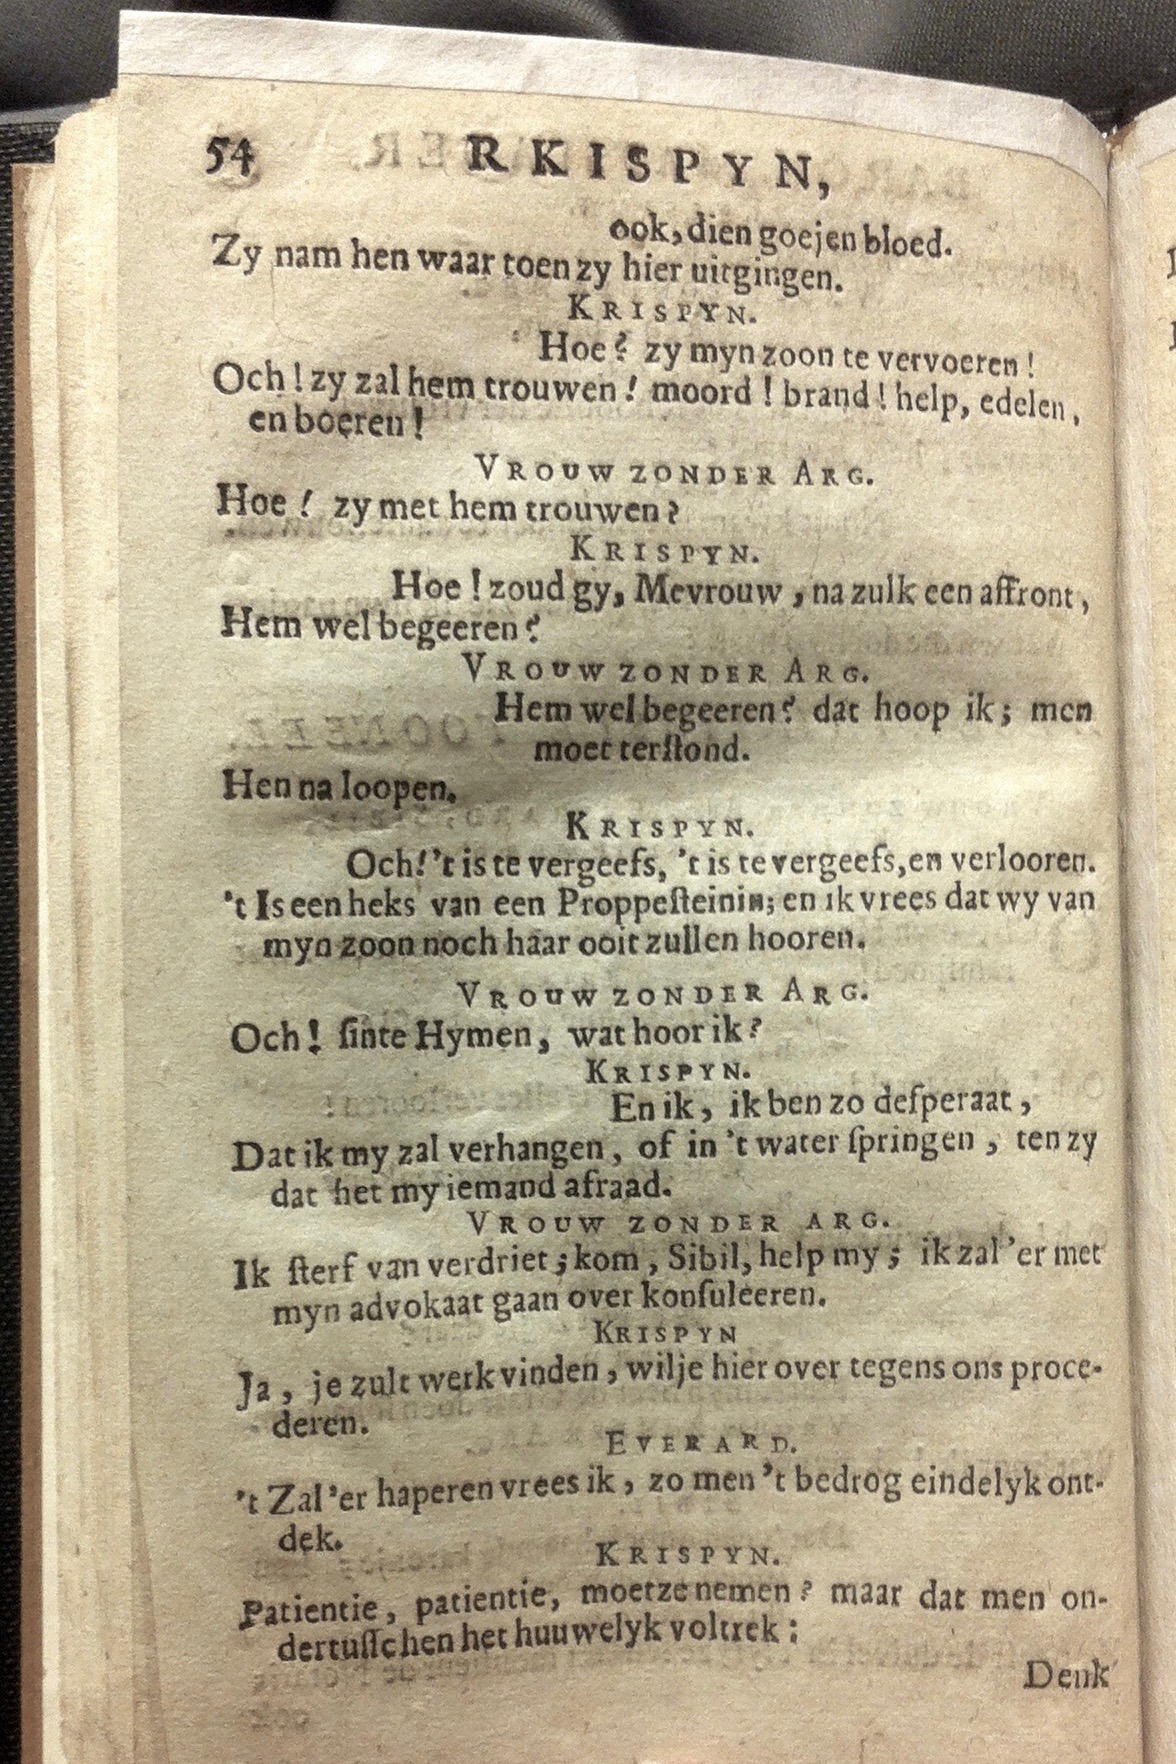 54 RKISPYN,
ook, dien goejen bloed.
Zy nam hen waar toen zy hier uitgingen.
KRISPYN.
Hoe? zy myn zoon te vervoeren!
Och! zy zal hem trouwen! moord! brand! help, edelen,
en boeren!
VROUW ZONDER ARG.
Hoe! zy met hem trouwen?
KRISPYN.
Hoe! zoud gy, Mevrouw, na zulk een affront,
Hem wel begeeren?
VROUW ZONDER ARG.
Hem wel begeeren? dat hoop ik; men
moet terſtond.
Hen na loopen.
KRISPYN.
Och! 't is te vergeefs, 't is te vergeefs, en verlooren.
't Is een heks van een Proppeſteinin; en ik vrees dat wy van
myn zoon noch haar ooit zullen hooren.
VROUW ZONDER ARG.
Och! ſinte Hymen, wat hoor ik?
KRISPYN.
En ik, ik ben zo deſperaat,
Dat ik my zal verhangen, of in 't water ſpringen, ten zy
dat het my iemand afraad.
VROUW ZONDER ARG.
Ik ſterf van verdriet; kom, Sibil, help my; ik zal 'er met
myn advokaat gaan over konſuleeren.
KRISPYN
Ja, je zult werk vinden, wilje hier over tegens ons proce-
deren.
EVERARD.
't Zal 'er haperen vrees ik, zo men 't bedrog eindelyk ont-
dek.
KRISPYN.
Patientie, patientie, moetze nemen? maar dat men on-
dertuſſchen het huuwelyk voltrek:
Denk